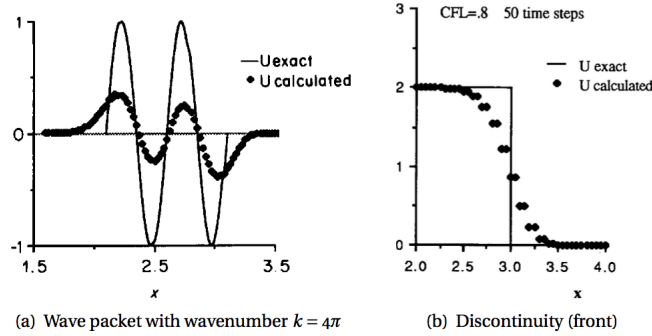 1
0
-1
1.5
2.5
3.5
x
U exact
U calculated
(a) Wave packet with wavenumber k = 4π
CFL=.8 50 time steps
3
2
1
0
2.0
2.5
3.0
3.5
4.0
x
U exact
U calculated
(b) Discontinuity (front)